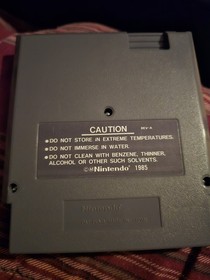 CAUTION
•DO NOT STORE IN EXTREME TEMPERATURES.
•DO NOT IMMERSE IN WATER.
•DO NOT CLEAN WITH BENZENE, THINNER,
ALCOHOL OR OTHER SUCH SOLVENTS.
Nintendo 1985
Nintendo